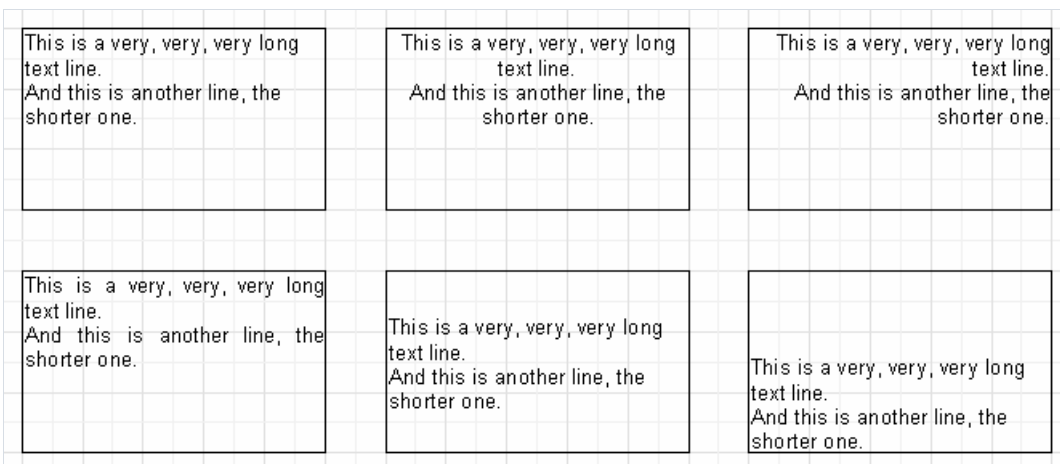 This is a very, very, very long
text line.
And this is another line, the
shorter one.
This is a very, very, very long
text line.
And this is another line, the
shorter one.
This is a very, very, very long
text line.
And this is another line, the
shorter one.
This is a very, very, very long
text line.
And this is another line, the
shorter one.
This is a very, very, very long
text line.
And this is another line, the
shorter one.
This is a very, very, very long
text line.
And this is another line, the
shorter one.